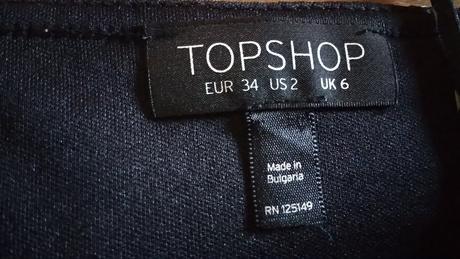 TOPSHOP
EUR 34 US 2 UK 6
Made in
Bulgaria
RN 125149